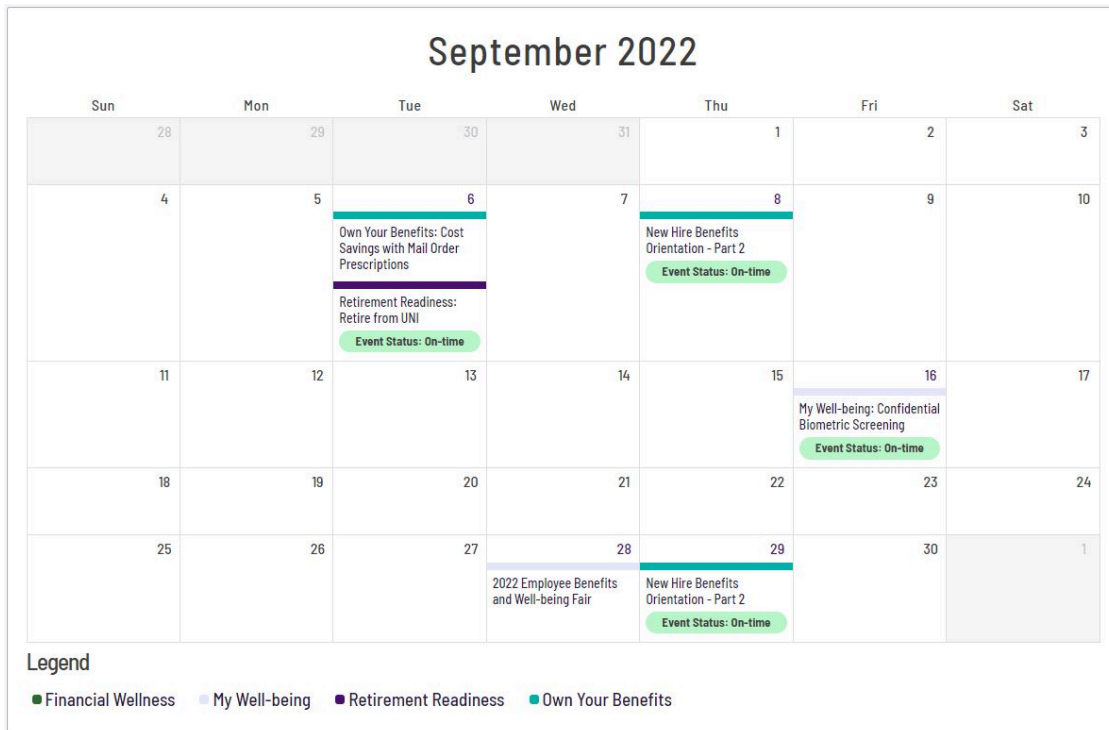 September 2022
Sun Mon Tue Wed Thu Fri Sat
28 29 30 31 1 2 3
4 5 6 7 8 9 10
Own Your Benefits: Cost
Savings with Mail Order
Prescriptions
Retirement Readiness:
Retire from UNI
Event Status: On-time
New Hire Benefits
Orientation - Part 2
Event Status: On-time
11 12 13 14 15 16 17
My Well-being: Confidential
Biometric Screening
Event Status: On-time
18 19 20 21 22 23 24
25 26 27 28 29 30 1
2022 Employee Benefits
and Well-being Fair
New Hire Benefits
Orientation - Part 2
Event Status: On-time
Legend
Financial Wellness My Well-being Retirement Readiness Own Your Benefits